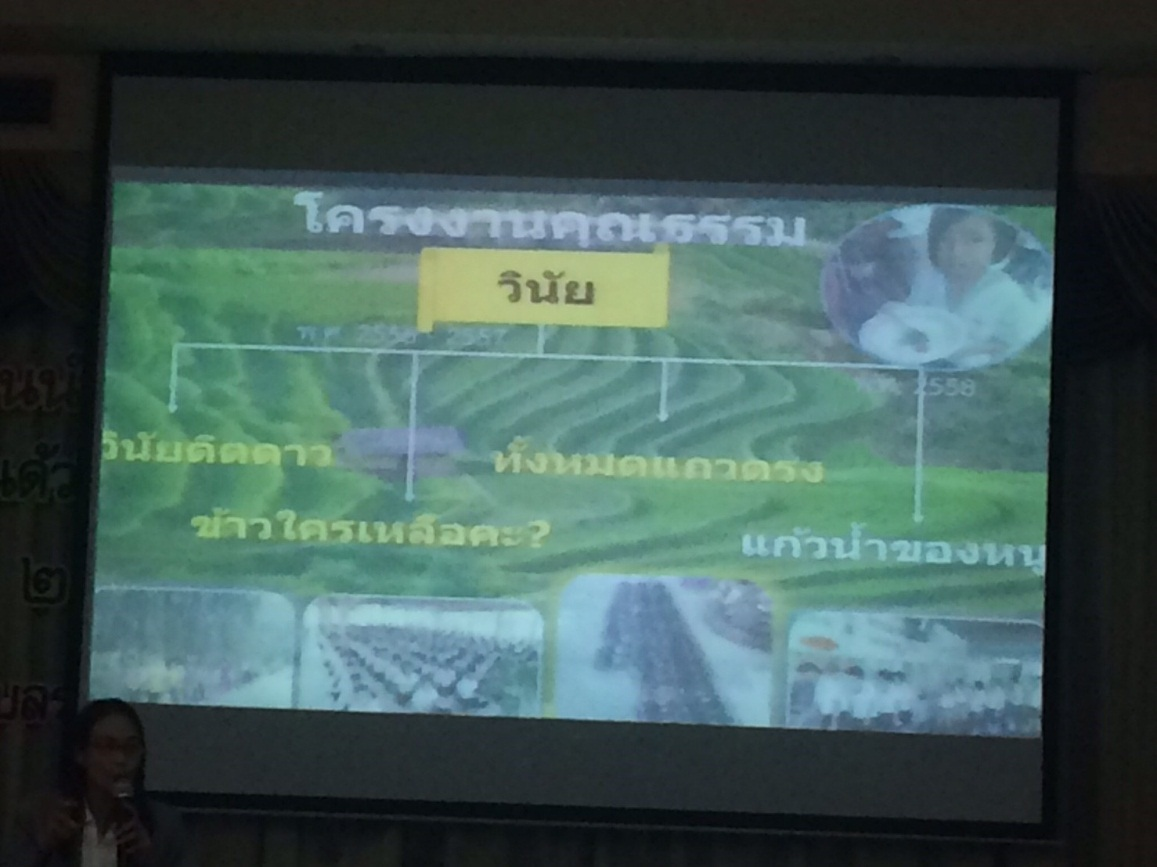 โครงงานคุณธรรม
วินัย
พ.ศ. 2556 - 2557
2558
วินัยติดดาว
ทั้งหมดแถวตรง
ข้าวใครเหลือคะ?
แก้วน้ำของหนู
๒